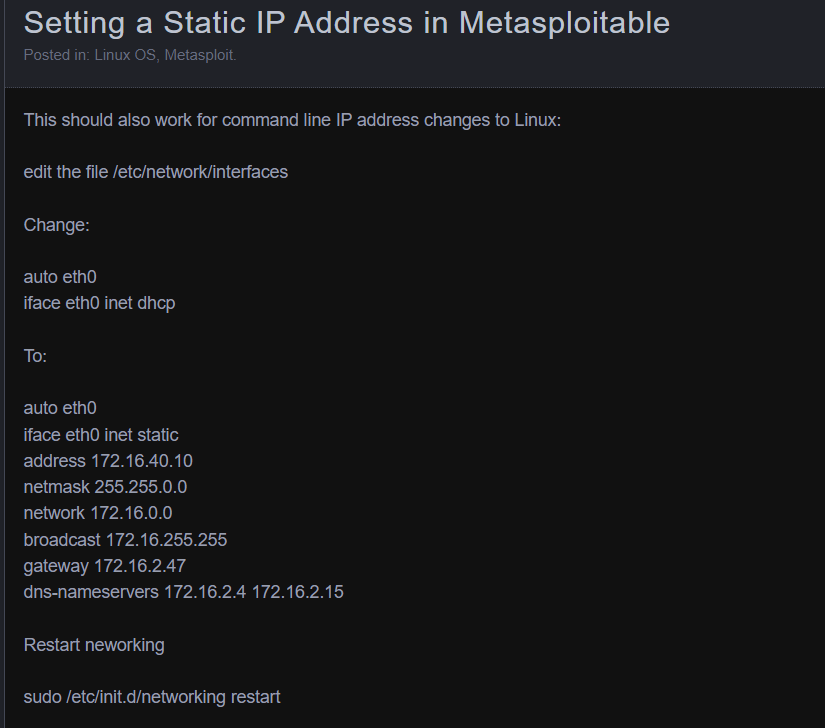 Setting a Static IP Address in Metasploitable
Posted in: Linux OS, Metasploit.
This should also work for command line IP address changes to Linux:
edit the file /etc/network/interfaces
Change:
auto eth0
iface eth0 inet dhcp
To:
auto eth0
iface eth0 inet static
address 172.16.40.10
netmask 255.255.0.0
network 172.16.0.0
broadcast 172.16.255.255
gateway 172.16.2.47
dns-nameservers 172.16.2.4 172.16.2.15
Restart neworking
sudo /etc/init.d/networking restart